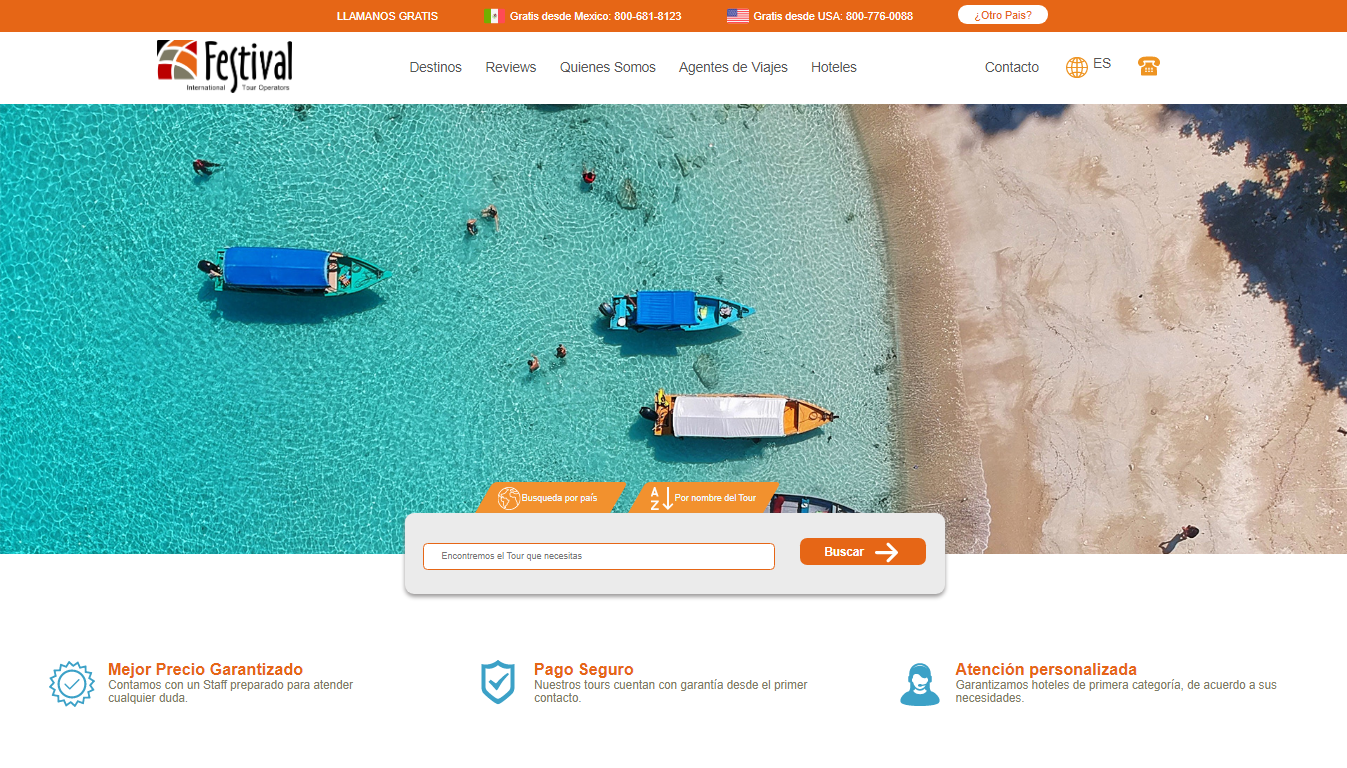 LLAMANOS GRATIS
Gratis desde Mexico: 800-681-8123
Gratis desde USA: 800-776-0088
¿Otro Pais?
Festival
International Tour Operators
Destinos
Reviews
Quienes Somos
Agentes de Viajes
Hoteles
Contacto
ES
Busqueda por país
A
Z
Por nombre del Tour
Encontremos el Tour que necesitas
Buscar
Mejor Precio Garantizado
Contamos con un Staff preparado para atender
cualquier duda.
Pago Seguro
Nuestros tours cuentan con garantía desde el primer
contacto.
Atención personalizada
Garantizamos hoteles de primera categoría, de acuerdo a sus
necesidades.